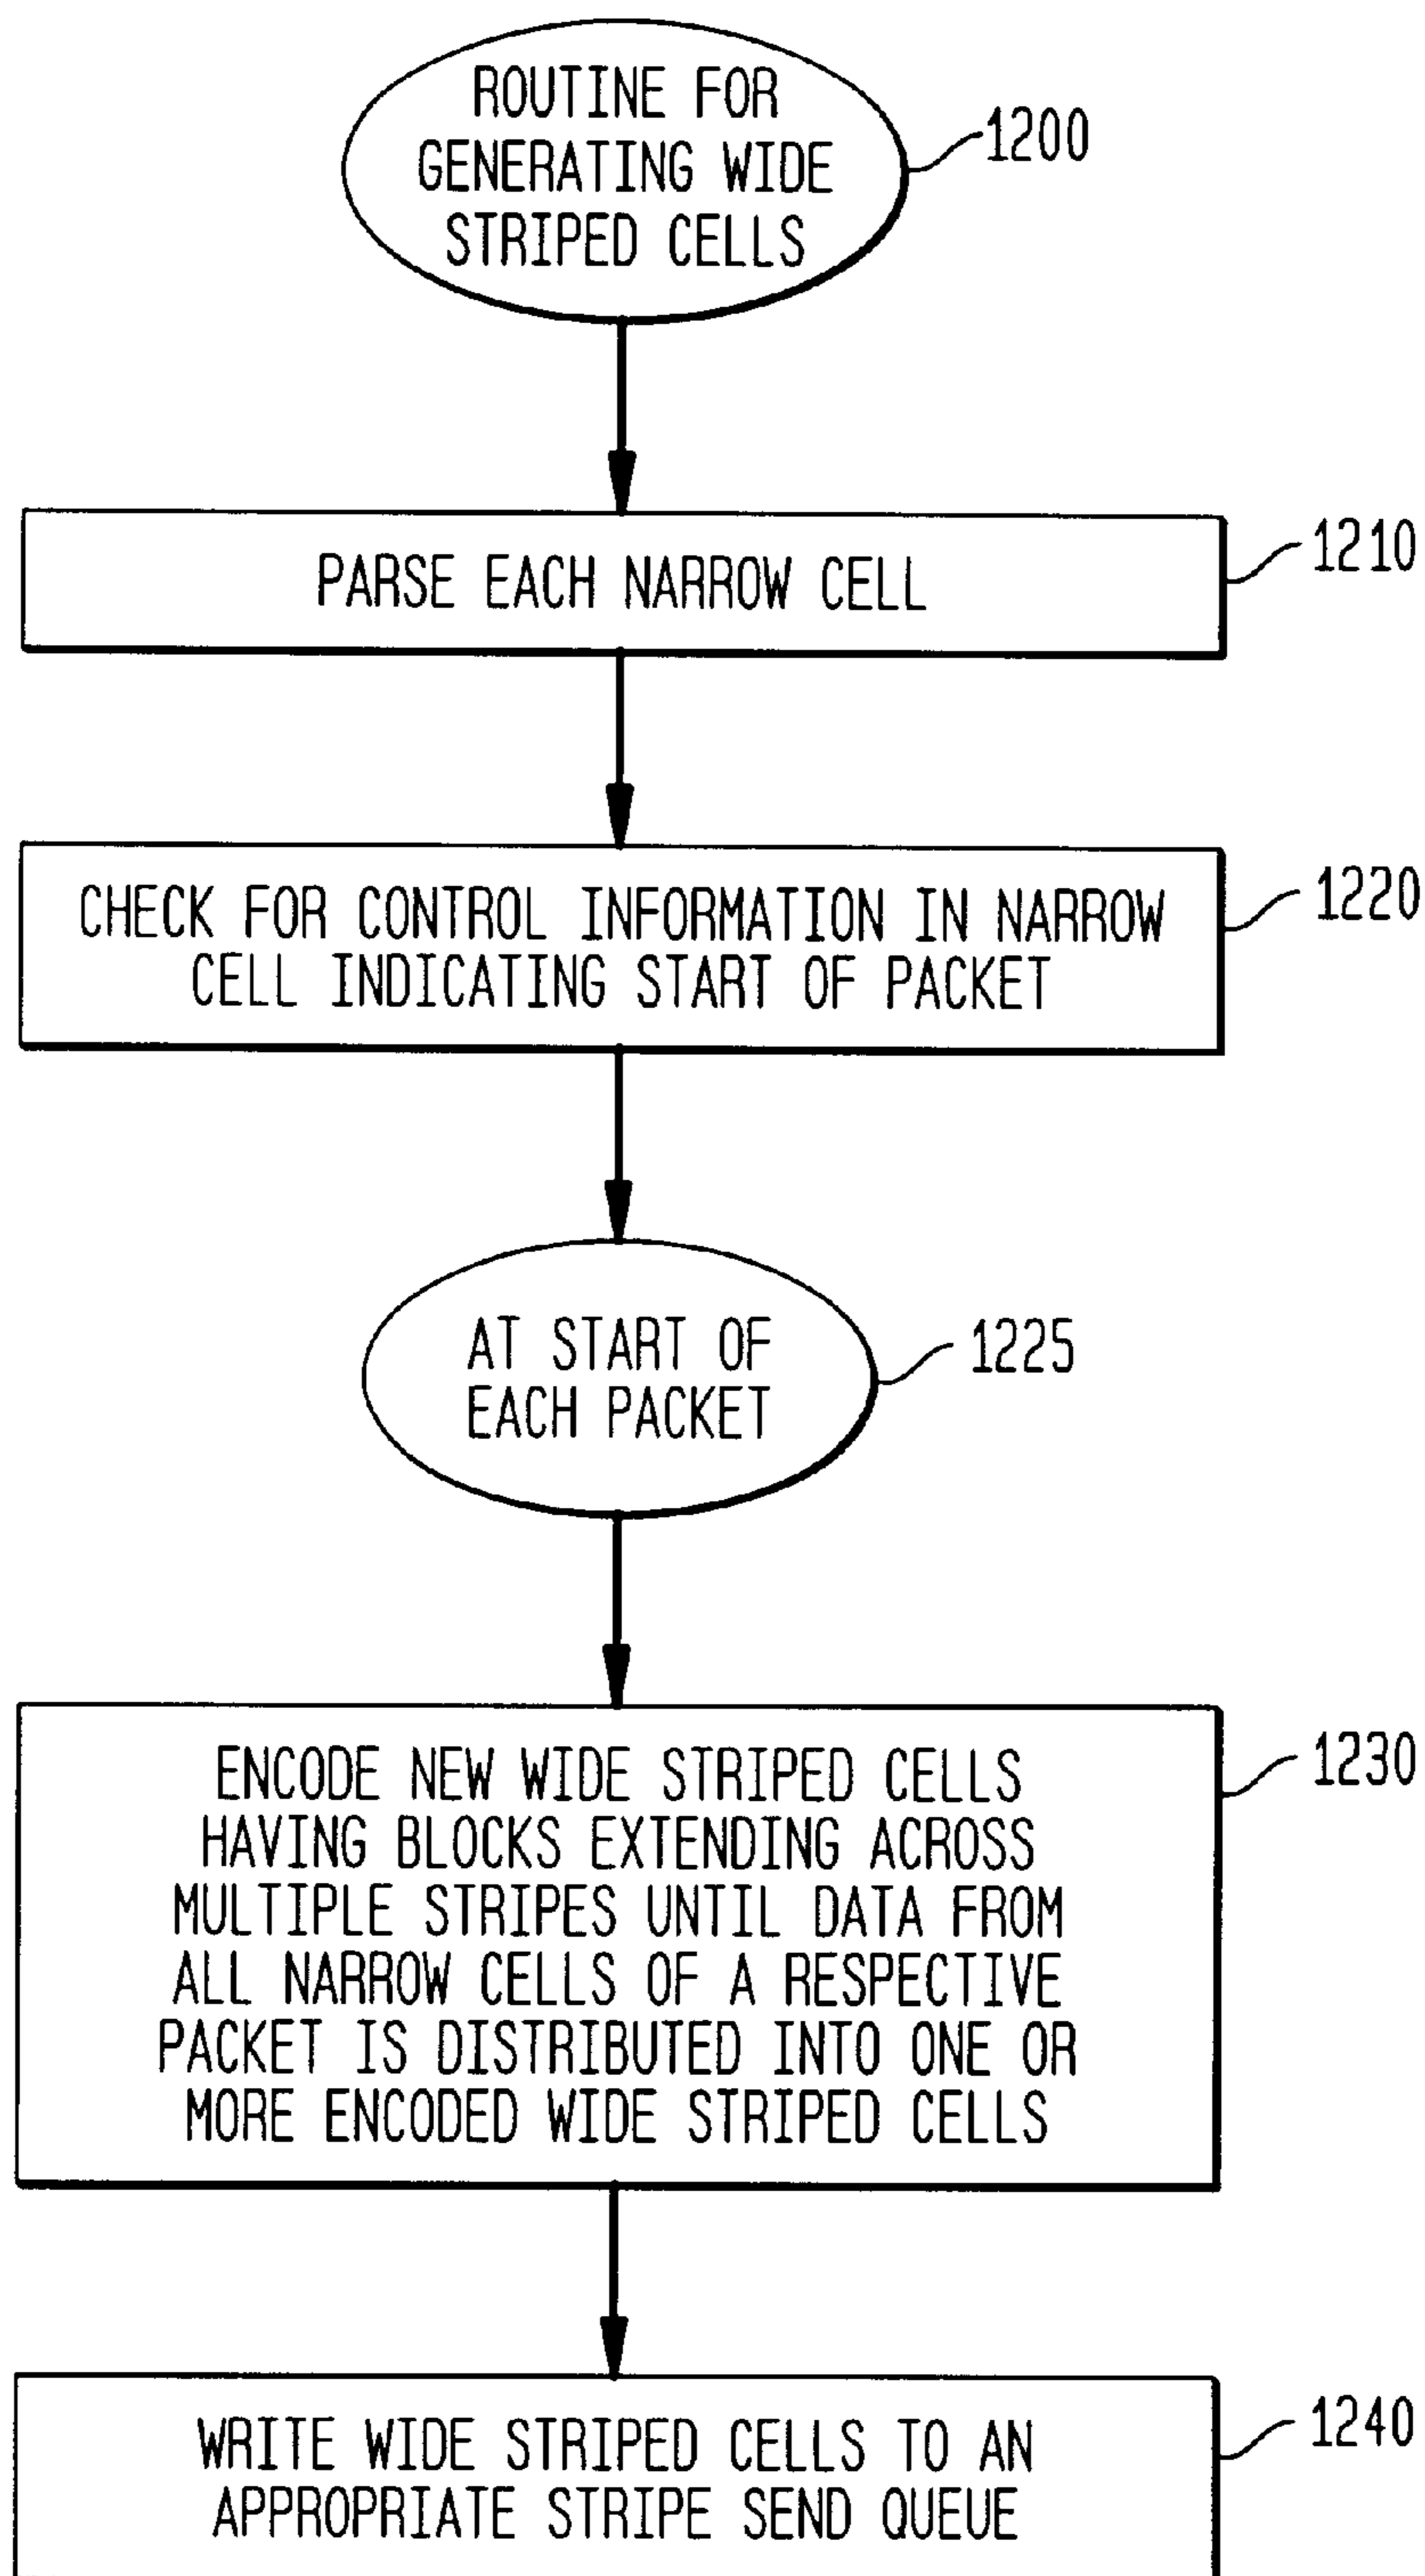 ROUTINE FOR
GENERATING WIDE
STRIPED CELLS
1200
PARSE EACH NARROW CELL
1210
CHECK FOR CONTROL INFORMATION IN NARROW
CELL INDICATING START OF PACKET
1220
AT START OF
EACH PACKET
1225
ENCODE NEW WIDE STRIPED CELLS
HAVING BLOCKS EXTENDING ACROSS
MULTIPLE STRIPES UNTIL DATA FROM
ALL NARROW CELLS OF A RESPECTIVE
PACKET IS DISTRIBUTED INTO ONE OR
MORE ENCODED WIDE STRIPED CELLS
1230
WRITE WIDE STRIPED CELLS TO AN
APPROPRIATE STRIPE SEND QUEUE
1240